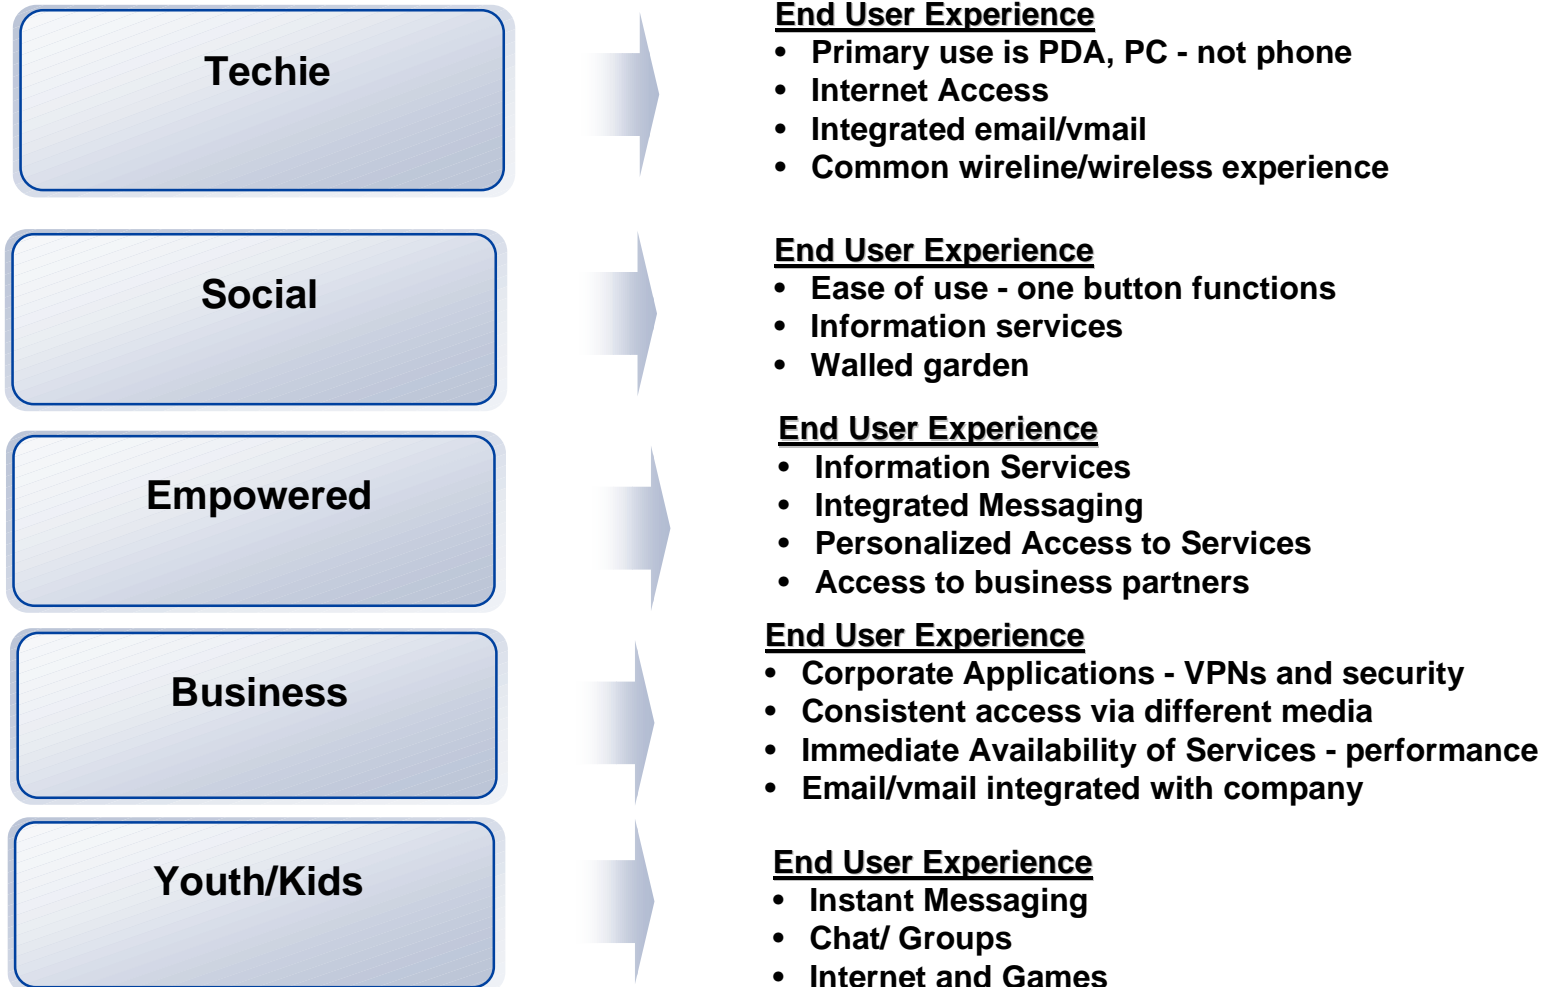 Techie
End User Experience
• Primary use is PDA, PC - not phone
• Internet Access
• Integrated email/vmail
• Common wireline/wireless experience
Social
End User Experience
• Ease of use - one button functions
• Information services
• Walled garden
Empowered
End User Experience
• Information Services
• Integrated Messaging
• Personalized Access to Services
• Access to business partners
Business
End User Experience
• Corporate Applications - VPNs and security
• Consistent access via different media
• Immediate Availability of Services - performance
• Email/vmail integrated with company
Youth/Kids
End User Experience
• Instant Messaging
• Chat/ Groups
• Internet and Games